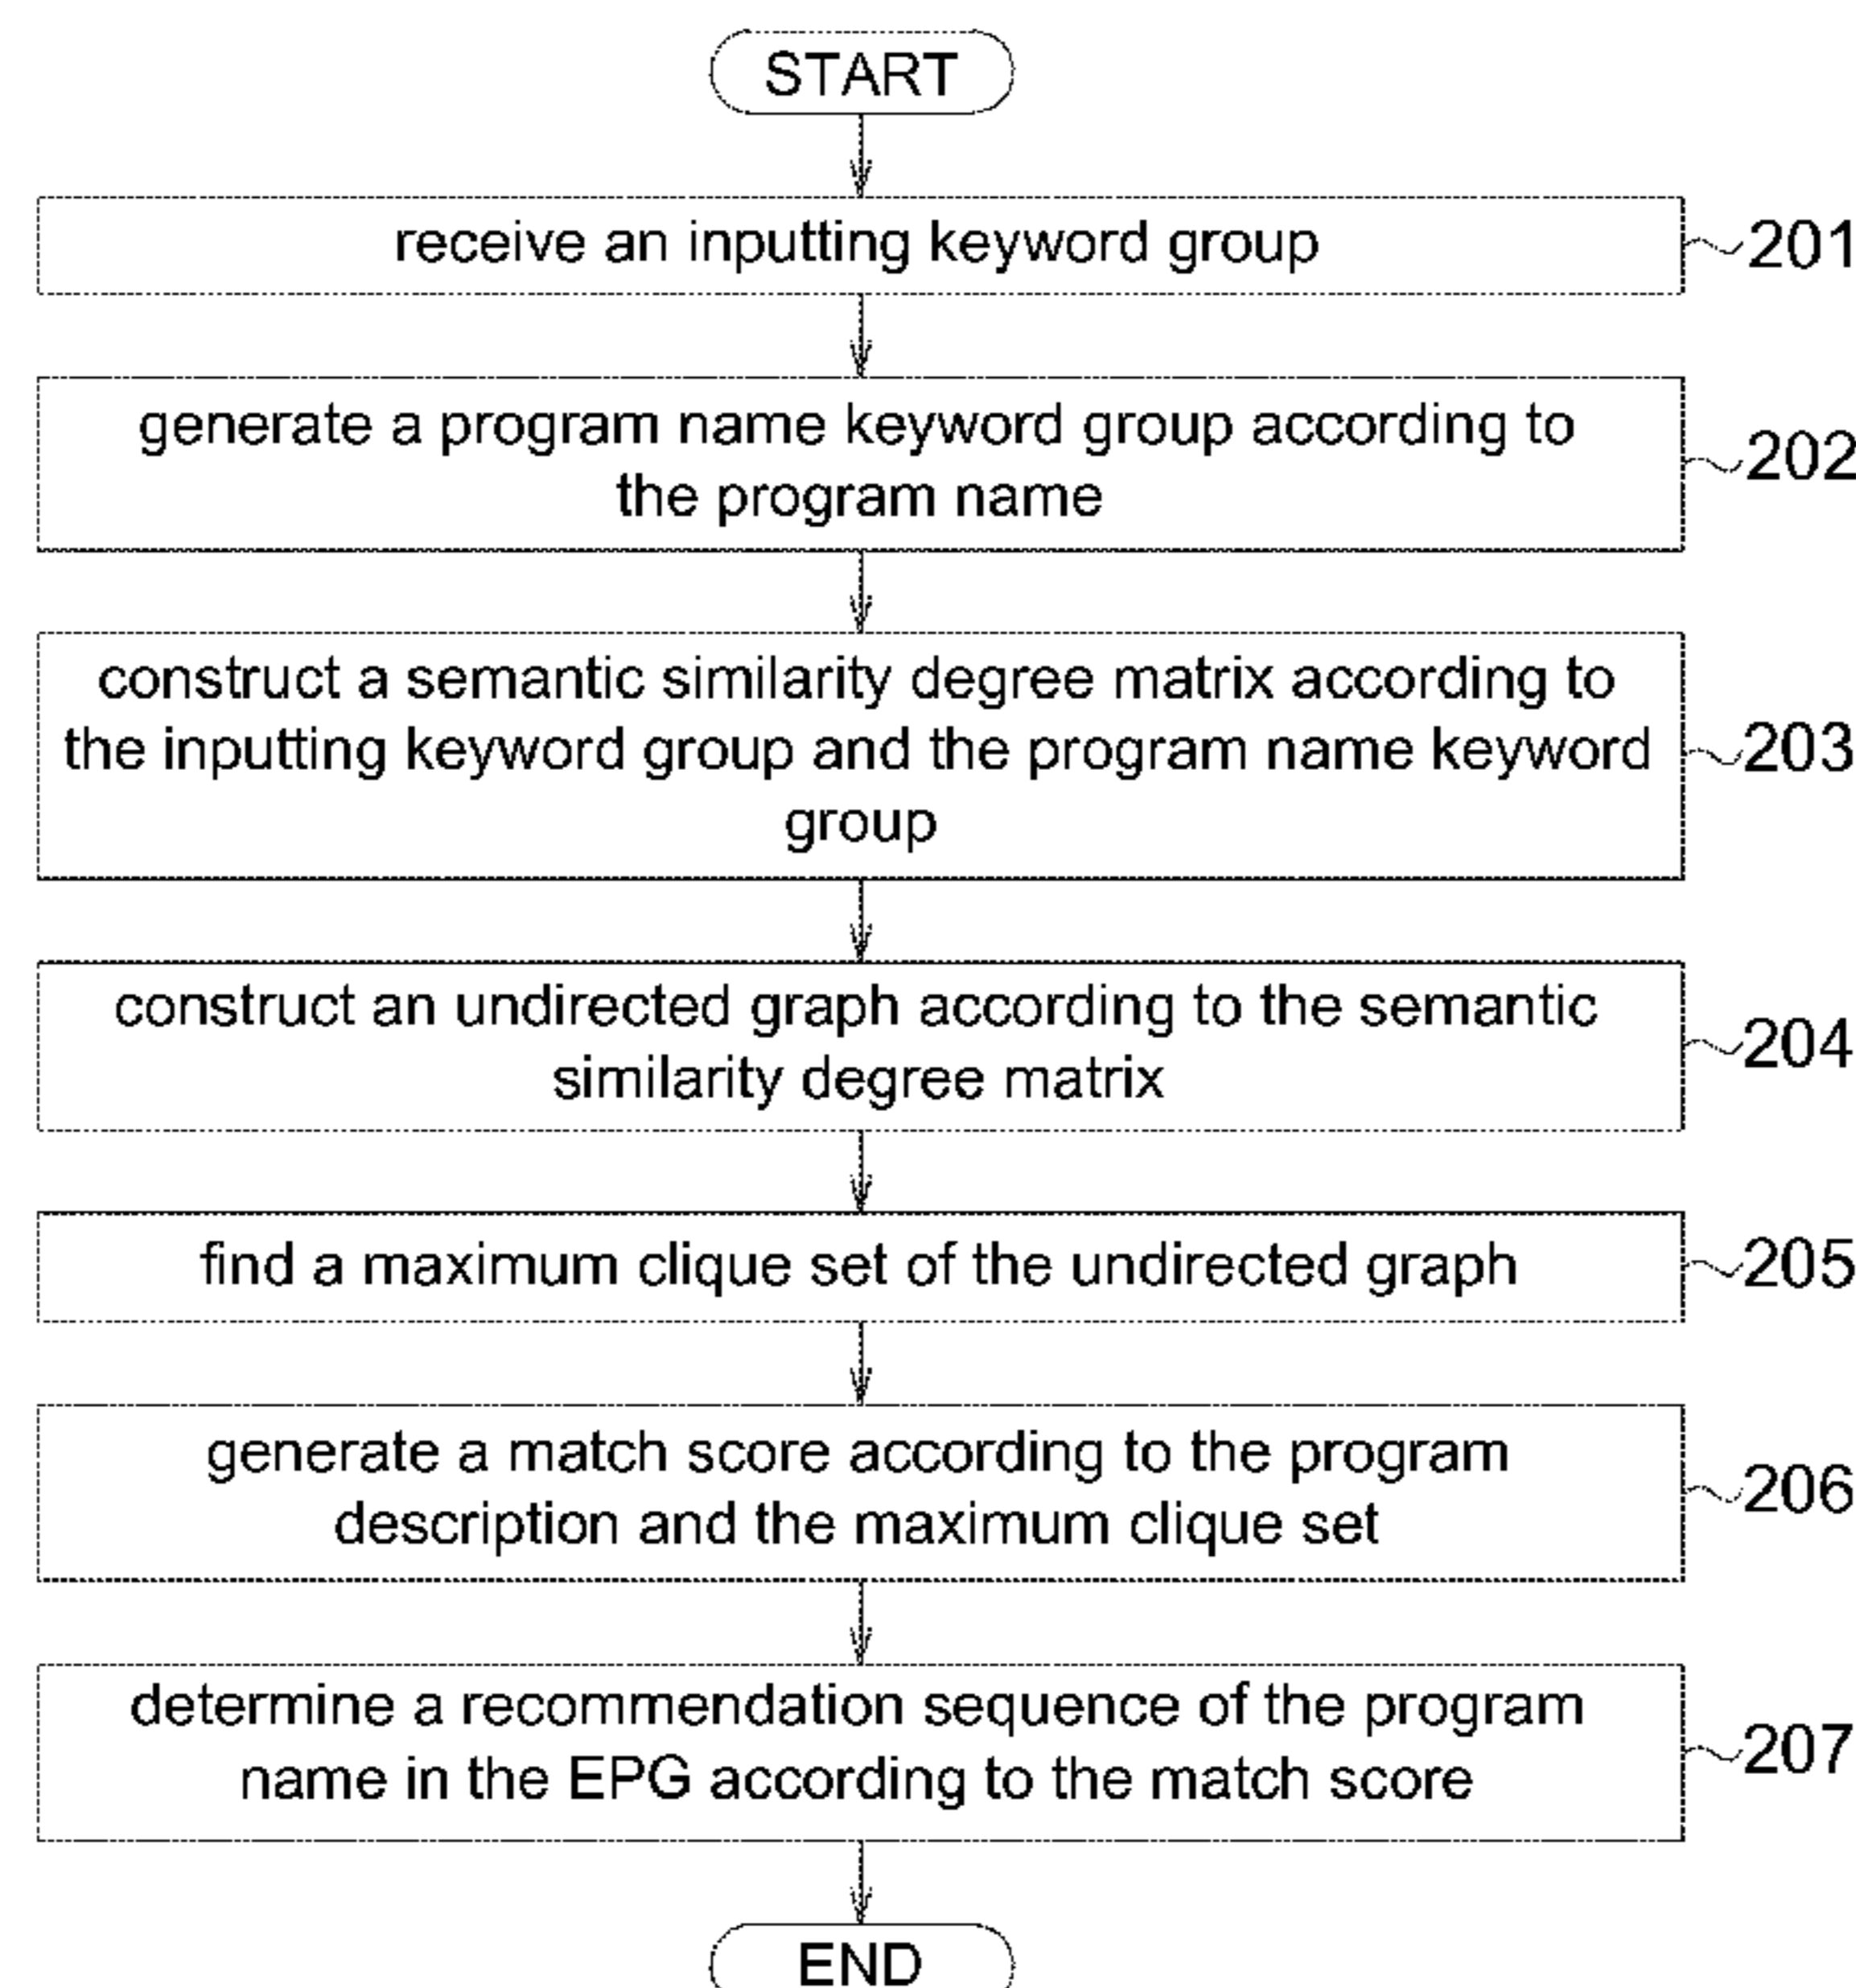 START
receive an inputting keyword group
201
generate a program name keyword group according to
the program name
202
construct a semantic similarity degree matrix according to
the inputting keyword group and the program name keyword
group
203
construct an undirected graph according to the semantic
similarity degree matrix
204
find a maximum clique set of the undirected graph
205
generate a match score according to the program
description and the maximum clique set
206
determine a recommendation sequence of the program
name in the EPG according to the match score
207
END